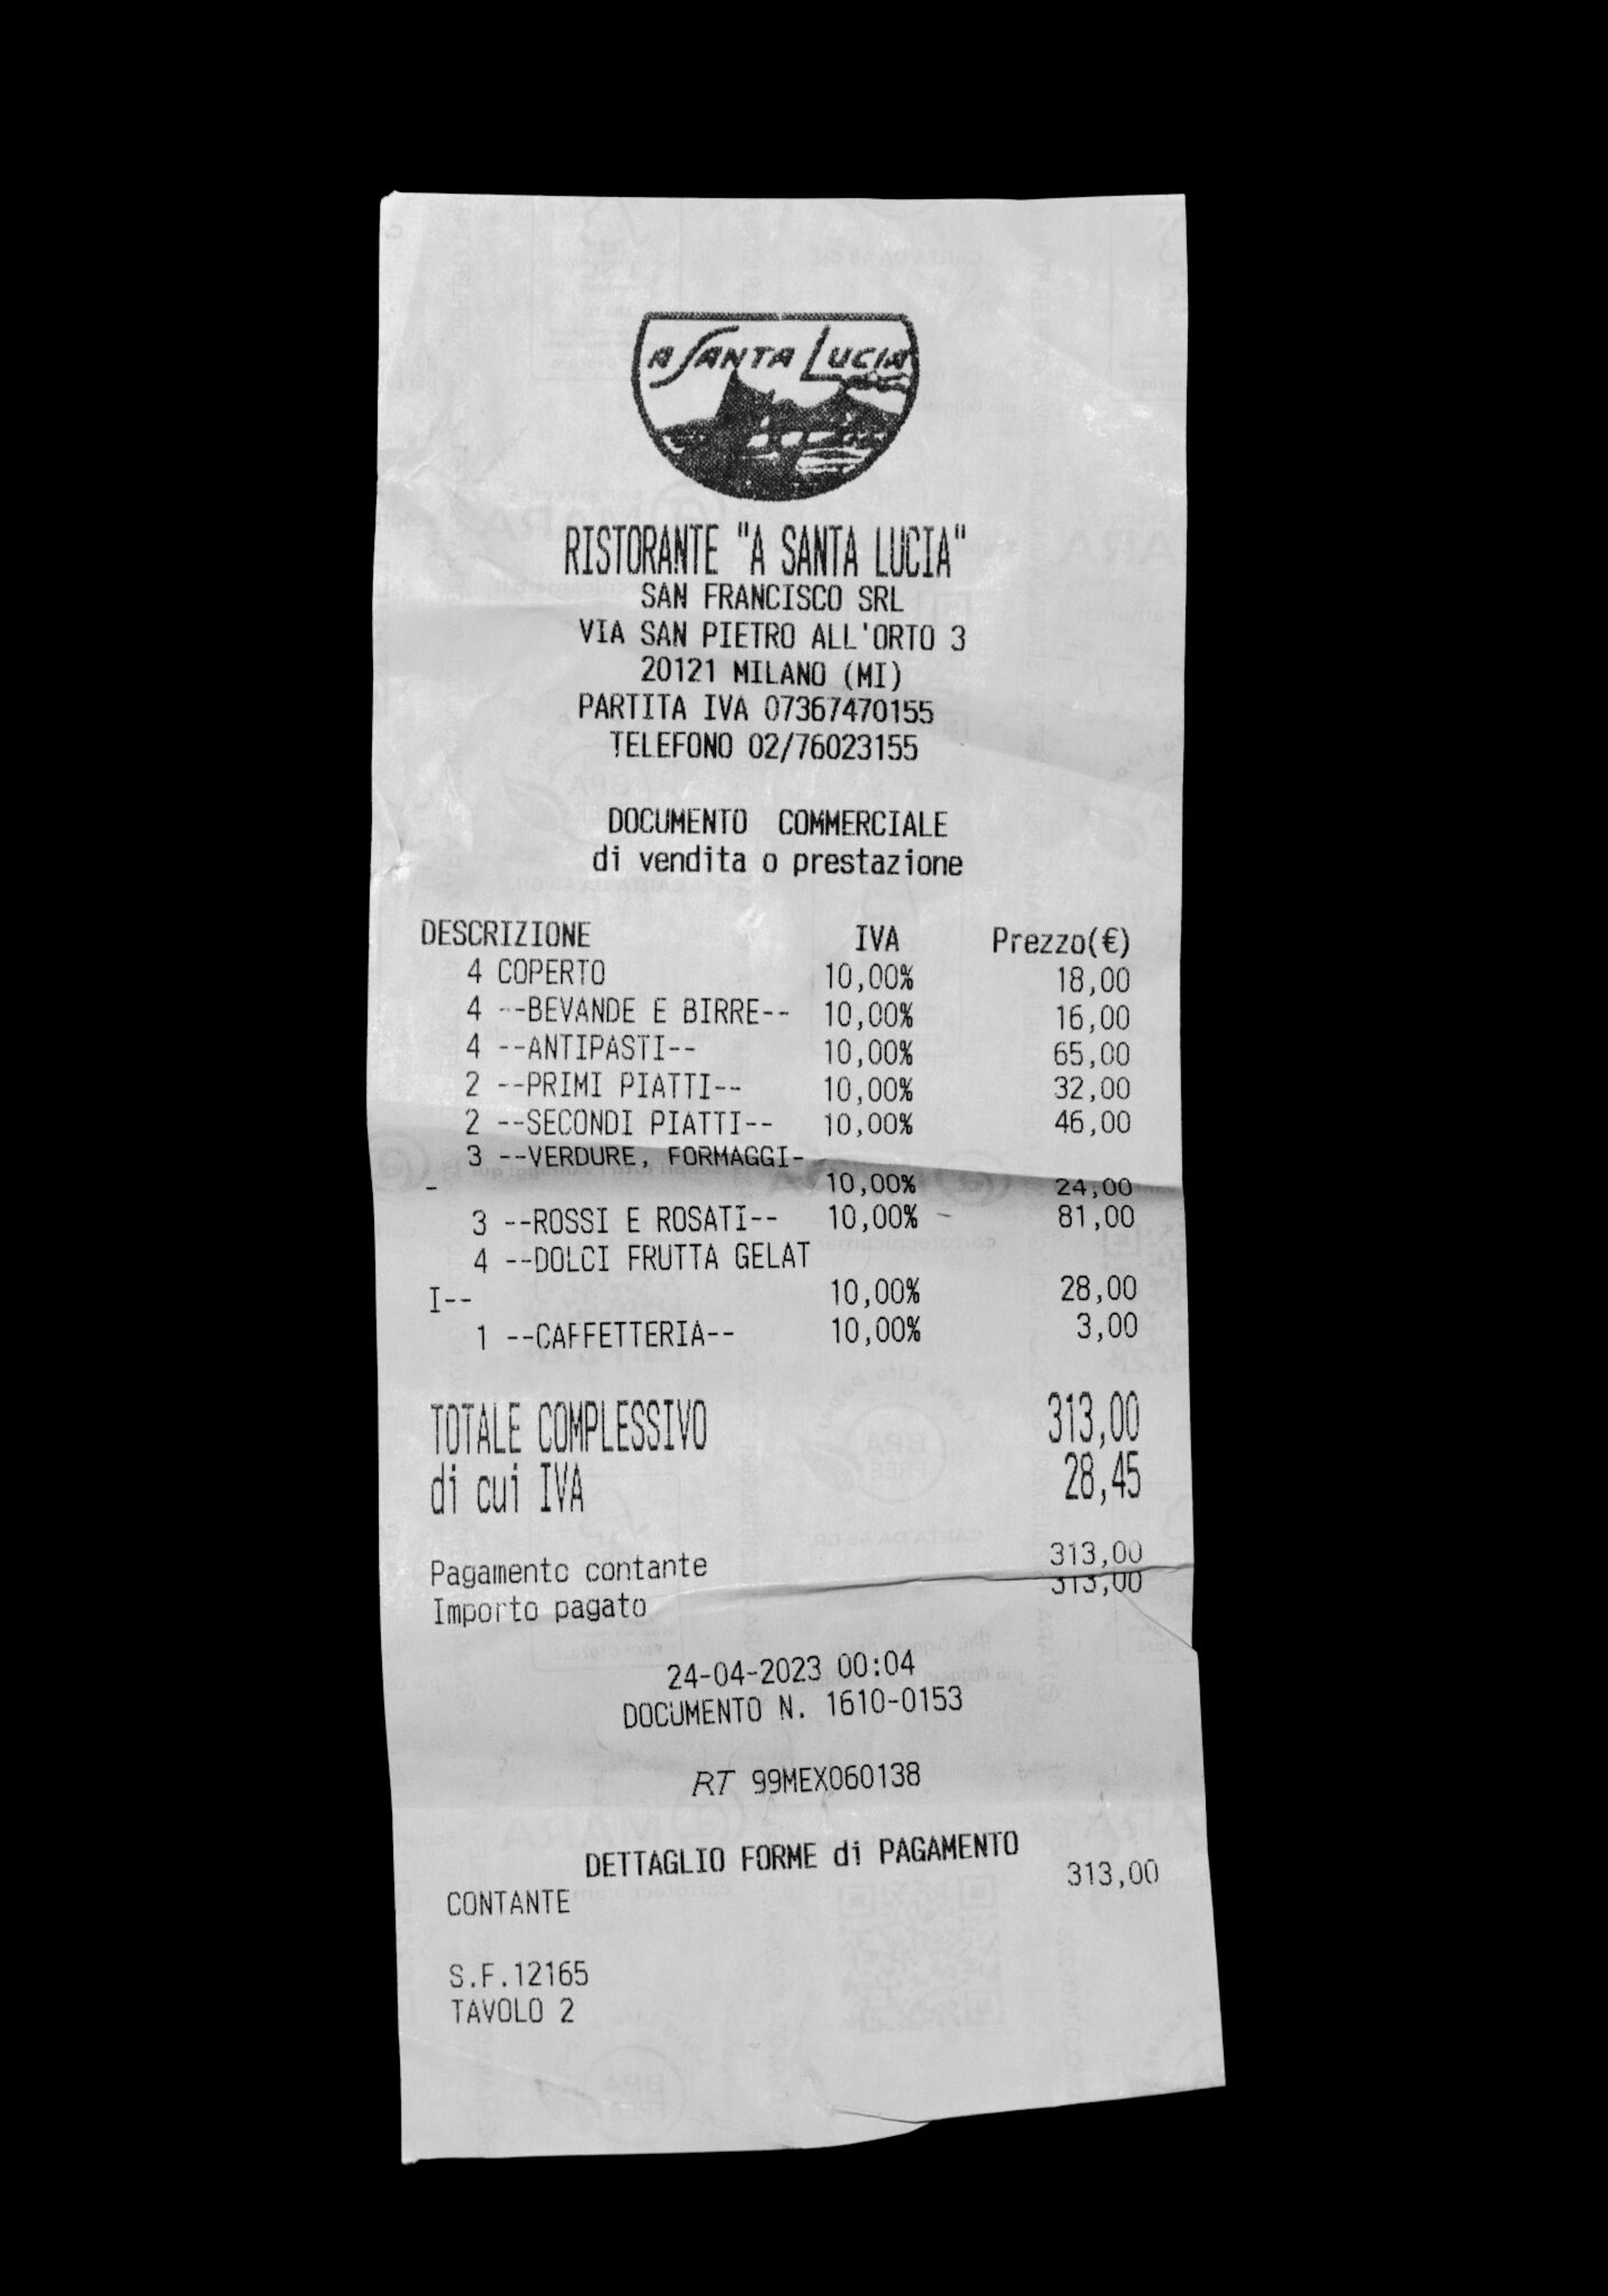 A SANTA LUCIA
RISTORANTE "A SANTA LUCIA"
SAN FRANCISCO SRL
VIA SAN PIETRO ALL'ORTO 3
20121 MILANO (MI)
PARTITA IVA 07367470155
TELEFONO 02/76023155
DOCUMENTO COMMERCIALE
di vendita o prestazione
DESCRIZIONE IVA Prezzo(€)
4 COPERTO 10,00% 18,00
4 --BEVANDE E BIRRE-- 10,00% 16,00
4 --ANTIPASTI-- 10,00% 65,00
2 --PRIMI PIATTI-- 10,00% 32,00
2 --SECONDI PIATTI-- 10,00% 46,00
3 --VERDURE, FORMAGGI-
- 10,00% 24,00
3 --ROSSI E ROSATI-- 10,00% 81,00
4 --DOLCI FRUTTA GELAT
I-- 10,00% 28,00
1 --CAFFETTERIA-- 10,00% 3,00
TOTALE COMPLESSIVO 313,00
di cui IVA 28,45
Pagamento contante 313,00
Importo pagato 313,00
24-04-2023 00:04
DOCUMENTO N. 1610-0153
RT 99MEX060138
DETTAGLIO FORME di PAGAMENTO
CONTANTE 313,00
S.F.12165
TAVOLO 2